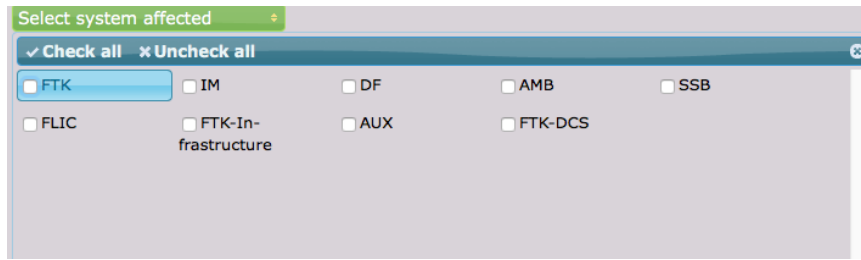 Select system affected
Check all Uncheck all
FTK IM DF AMB SSB
FLIC FTK-In- AUX FTK-DCS
frastructure